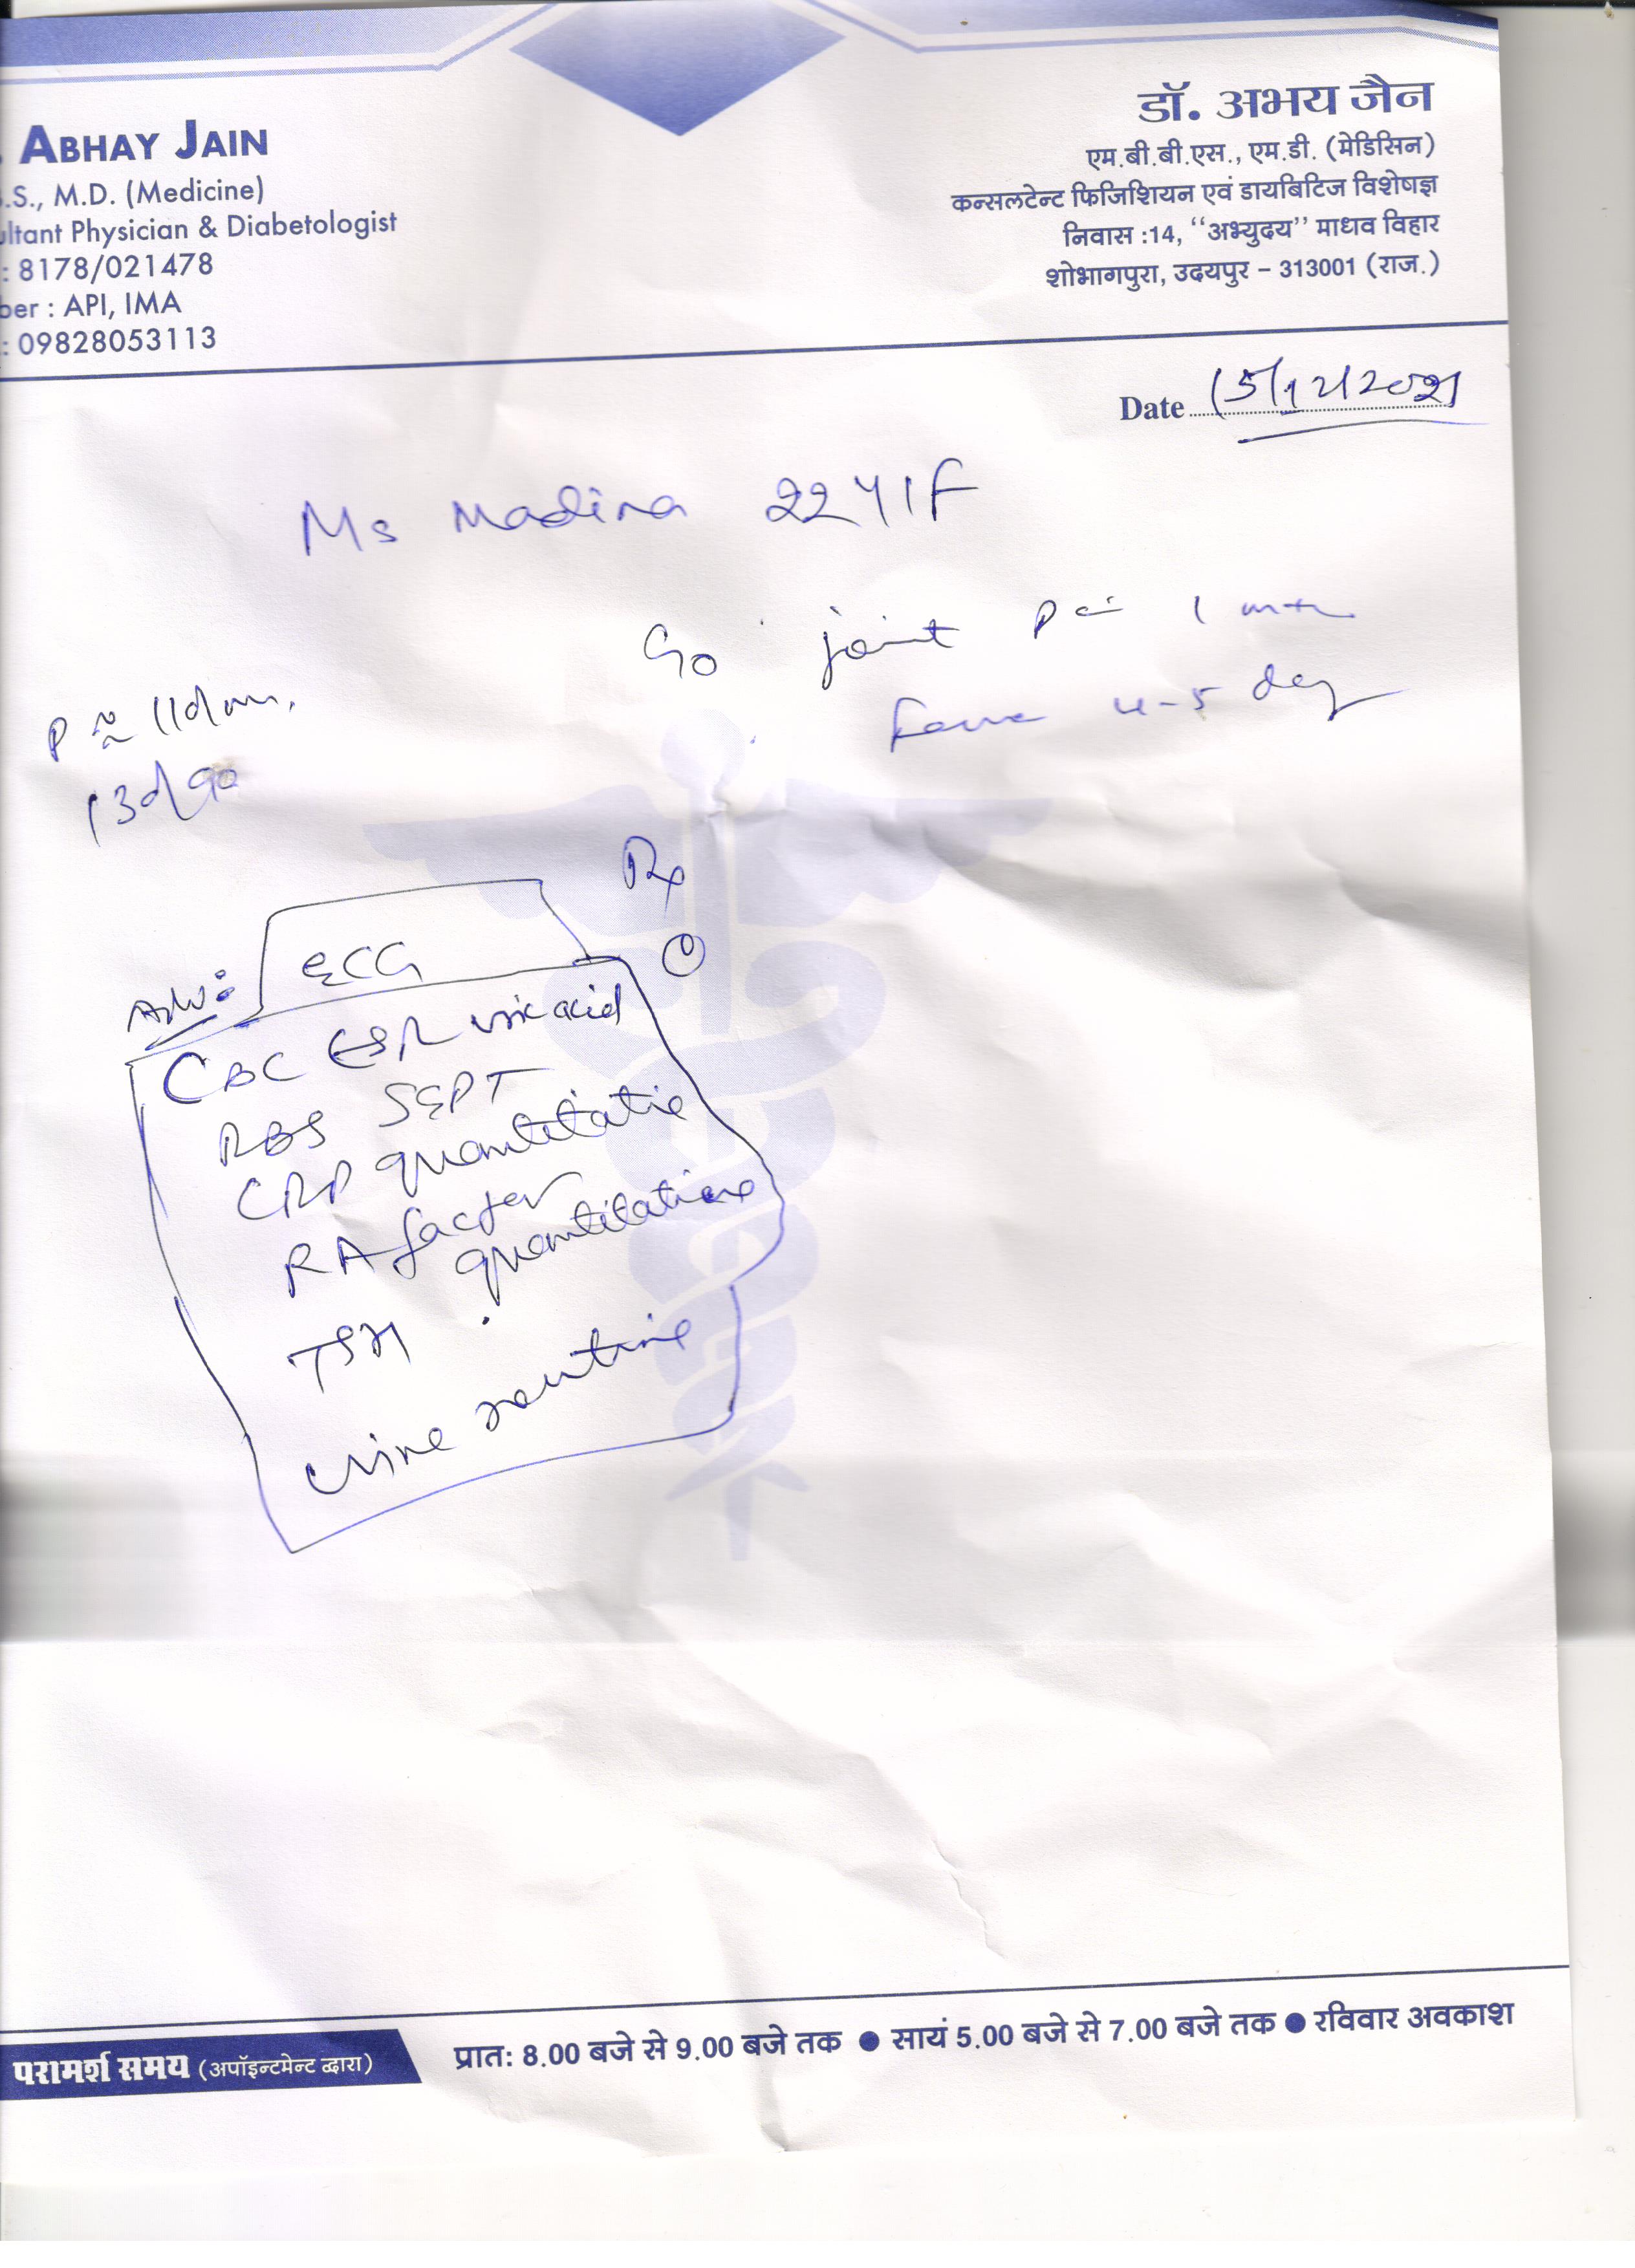 ABHAY JAIN
.S., M.D. (Medicine)
ltant Physician & Diabetologist
: 8178/021478
ber : API, IMA
: 09828053113
डॉ. अभय जैन
एम.बी.बी.एस., एम.डी. (मेडिसिन)
कन्सलटेन्ट फिजिशियन एवं डायबिटिज विशेषज्ञ
निवास :14, ‘‘अभ्युदय’’ माधव विहार
शोभागपुरा, उदयपुर – 313001 (राज.)
Date 15/12/2021
Ms Madina 22Y/F
joint 1
4-5 day
130/90
Rx
ECG
Adv:
CBC ESR uric acid
RBS SGPT
CRP quantitative
RA factor
quantitative
TSH
urine routine
परामर्श समय (अपॉइन्टमेन्ट द्वारा)
प्रात: 8.00 बजे से 9.00 बजे तक ● सायं 5.00 बजे से 7.00 बजे तक ● रविवार अवकाश